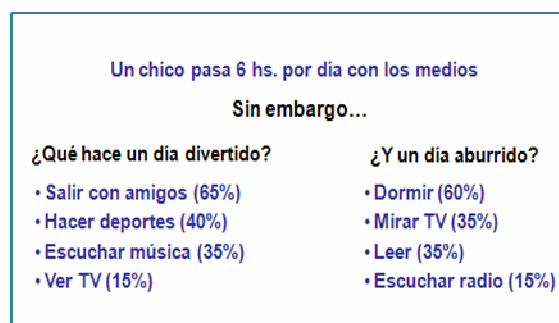 Un chico pasa 6 hs. por día con los medios
Sin embargo...
¿Qué hace un día divertido?
• Salir con amigos (65%)
• Hacer deportes (40%)
• Escuchar música (35%)
• Ver TV (15%)
¿Y un día aburrido?
• Dormir (60%)
• Mirar TV (35%)
• Leer (35%)
• Escuchar radio (15%)